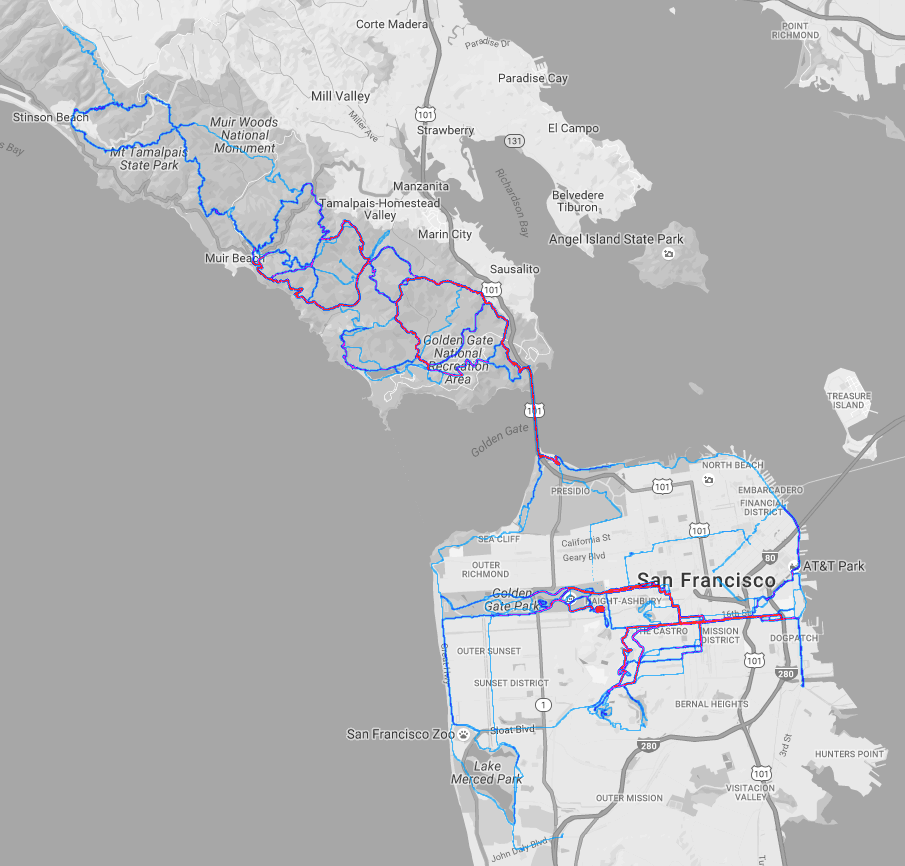 Corte Madera
Paradise Dr
POINT
RICHMOND
Paradise Cay
Mill Valley
101
Stinson Beach
Muir Woods
National
Monument
Miller Ave
Strawberry
El Campo
131
s Bay
Mt Tamalpais
State Park
Richardson Bay
Manzanita
Tamalpais-Homestead
Valley
Belvedere
Tiburon
Marin City
Angel Island State Park
Muir Beach
Sausalito
101
Golden Gate
National
Recreation
Area
TREASURE
ISLAND
101
Golden Gate
NORTH BEACH
PRESIDIO
101
EMBARCADERO
FINANCIAL
DISTRICT
101
SEA CLIFF
California St
Geary Blvd
80
AT&T Park
OUTER
RICHMOND
San Francisco
Golden
Gate Park
HAIGHT-ASHBURY
16th St
THE CASTRO
MISSION
DISTRICT
DOGPATCH
OUTER SUNSET
Great Hwy
101
280
SUNSET DISTRICT
BERNAL HEIGHTS
1
San Francisco Zoo
Sloat Blvd
280
3rd St
HUNTERS POINT
Lake
Merced Park
101
VISITACION
VALLEY
OUTER MISSION
John Daly Blvd